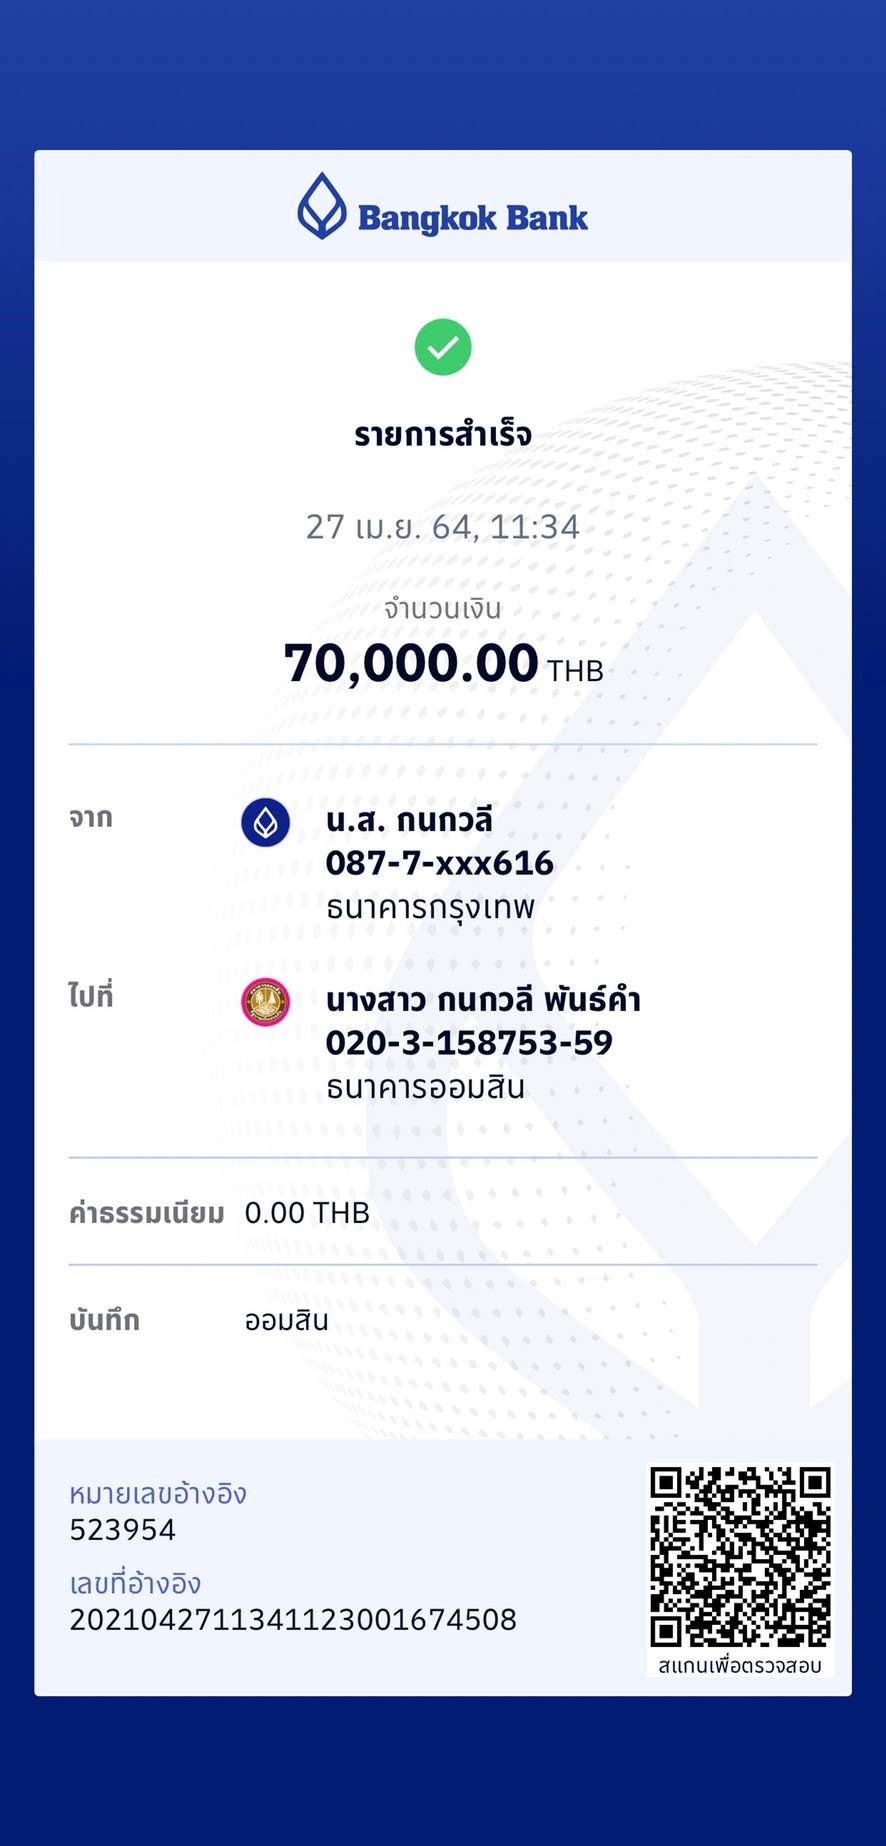 Bangkok Bank
รายการสำเร็จ
27 เม.ย. 64, 11:34
จำนวนเงิน
70,000.00 THB
จาก
น.ส. กนกวลี
087-7-xxx616
ธนาคารกรุงเทพ
ไปที่
นางสาว กนกวลี พันธ์คำ
020-3-158753-59
ธนาคารออมสิน
ค่าธรรมเนียม 0.00 THB
บันทึก ออมสิน
หมายเลขอ้างอิง
523954
เลขที่อ้างอิง
2021042711341123001674508
สแกนเพื่อตรวจสอบ